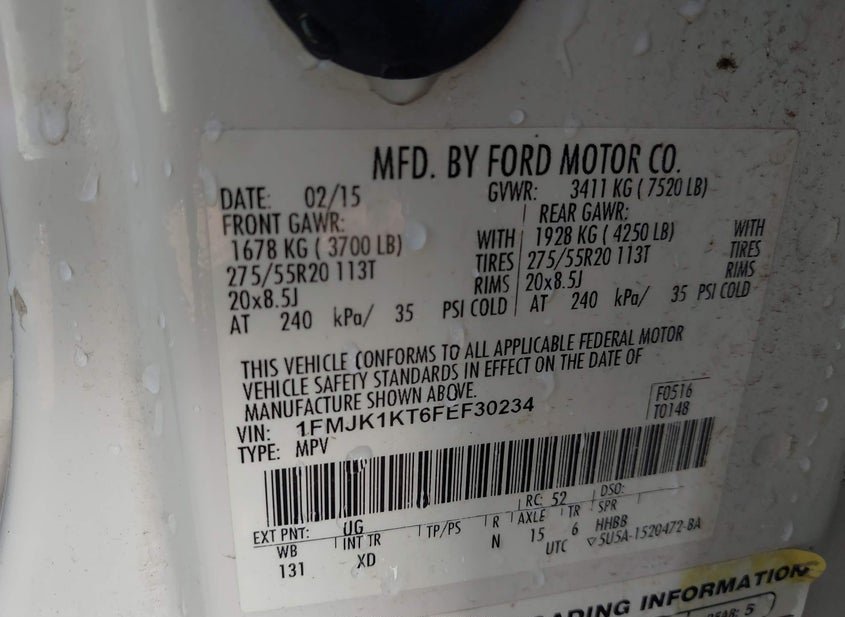 MFD. BY FORD MOTOR CO.
DATE: 02/15 GVWR: 3411 KG ( 7520 LB)
FRONT GAWR: REAR GAWR:
1678 KG ( 3700 LB) WITH 1928 KG ( 4250 LB) WITH
275/55R20 113T TIRES 275/55R20 113T TIRES
20x8.5J RIMS 20x8.5J RIMS
AT 240 kPa/ 35 PSI COLD AT 240 kPa/ 35 PSI COLD
THIS VEHICLE CONFORMS TO ALL APPLICABLE FEDERAL MOTOR
VEHICLE SAFETY STANDARDS IN EFFECT ON THE DATE OF
MANUFACTURE SHOWN ABOVE.
F0516
VIN: 1FMJK1KT6FEF30234
T0148
TYPE: MPV
EXT PNT: UG RC: 52 DSO:
WB INT TR TP/PS R AXLE TR SPR
131 XD N 15 6 HHBB
UTC ▽5U5A-1520472-BA
ADING INFORMATION
REAR: 5